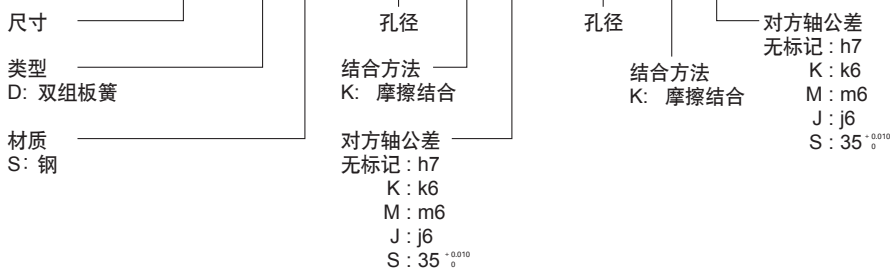 尺寸
类型
D: 双组板簧
材质
S: 钢
孔径
结合方法
K: 摩擦结合
对方轴公差
无标记 : h7
K : k6
M : m6
J : j6
S : 35 +0.010 0
孔径
结合方法
K: 摩擦结合
对方轴公差
无标记 : h7
K : k6
M : m6
J : j6
S : 35 +0.010 0